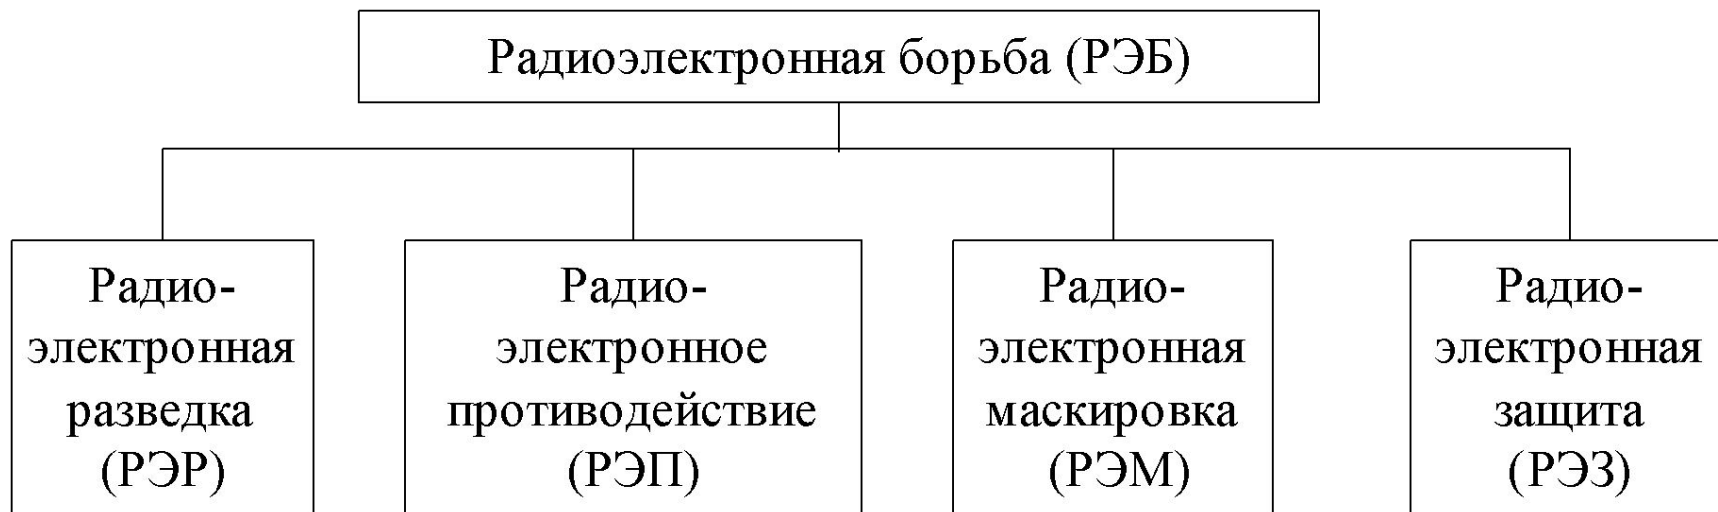 Радиоэлектронная борьба (РЭБ)
Радио-
электронная
разведка
(РЭР)
Радио-
электронное
противодействие
(РЭП)
Радио-
электронная
маскировка
(РЭМ)
Радио-
электронная
защита
(РЭЗ)